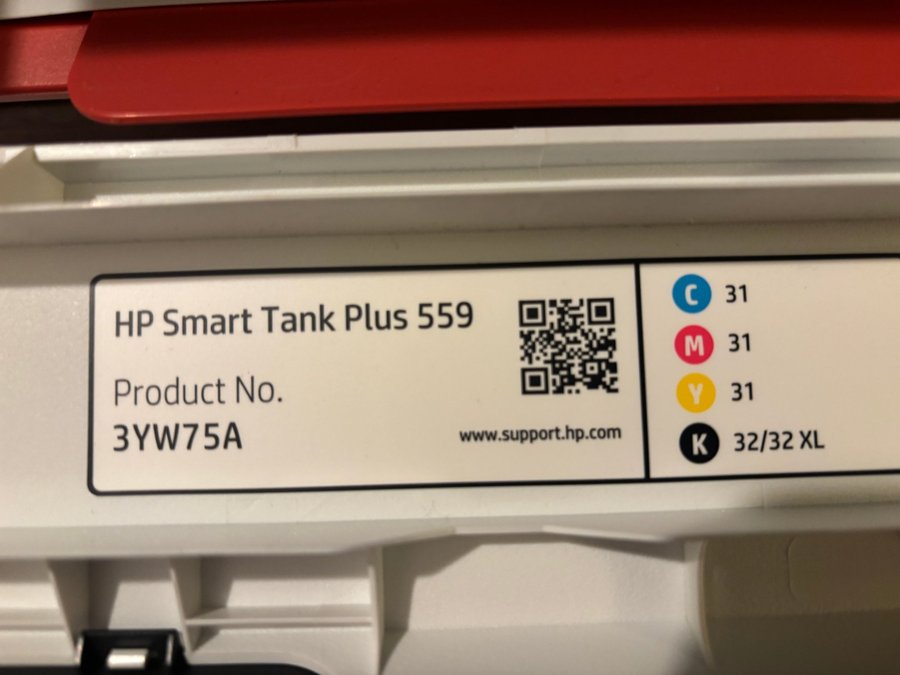 HP Smart Tank Plus 559
Product No.
3YW75A
www.support.hp.com
C 31
M 31
Y 31
K 32/32 XL